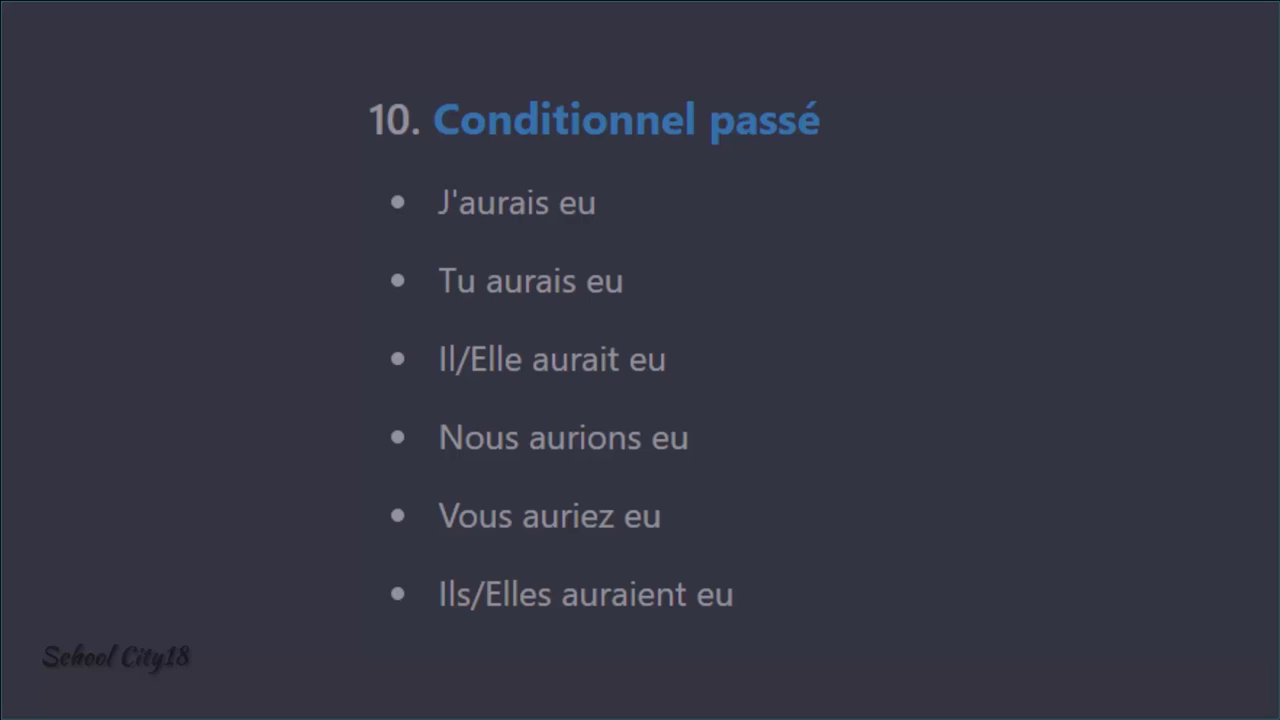 10. Conditionnel passé
• J'aurais eu
• Tu aurais eu
• Il/Elle aurait eu
• Nous aurions eu
• Vous auriez eu
• Ils/Elles auraient eu
School City18